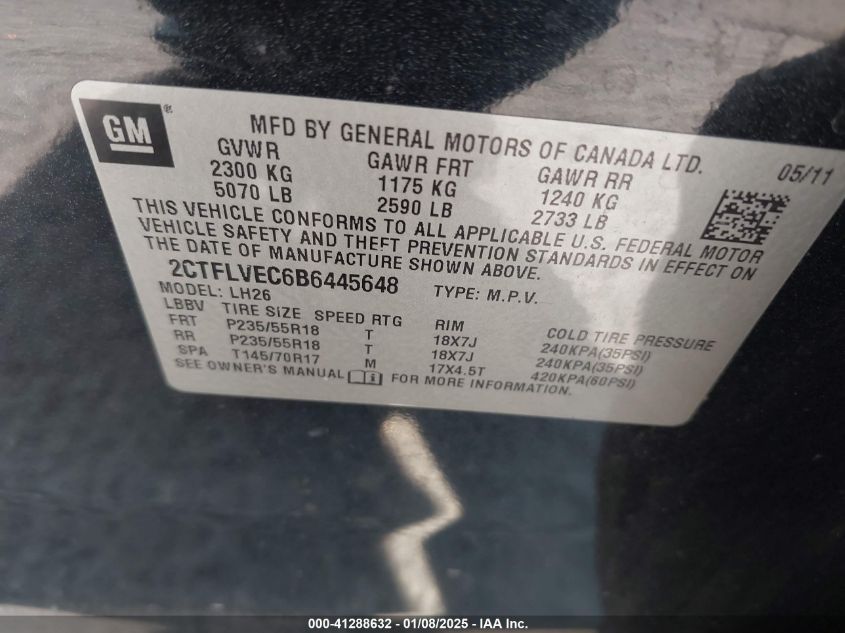 GM ®
MFD BY GENERAL MOTORS OF CANADA LTD.
05/11
GVWR GAWR FRT GAWR RR
2300 KG 1175 KG 1240 KG
5070 LB 2590 LB 2733 LB
THIS VEHICLE CONFORMS TO ALL APPLICABLE U.S. FEDERAL MOTOR
VEHICLE SAFETY AND THEFT PREVENTION STANDARDS IN EFFECT ON
THE DATE OF MANUFACTURE SHOWN ABOVE.
2CTFLVEC6B6445648 TYPE: M.P.V.
MODEL: LH26
LBBV TIRE SIZE SPEED RTG RIM COLD TIRE PRESSURE
FRT P235/55R18 T 18X7J 240KPA(35PSI)
RR P235/55R18 T 18X7J 240KPA(35PSI)
SPA T145/70R17 M 17X4.5T 420KPA(60PSI)
SEE OWNER'S MANUAL FOR MORE INFORMATION.
000-41288632 - 01/08/2025 - IAA Inc.